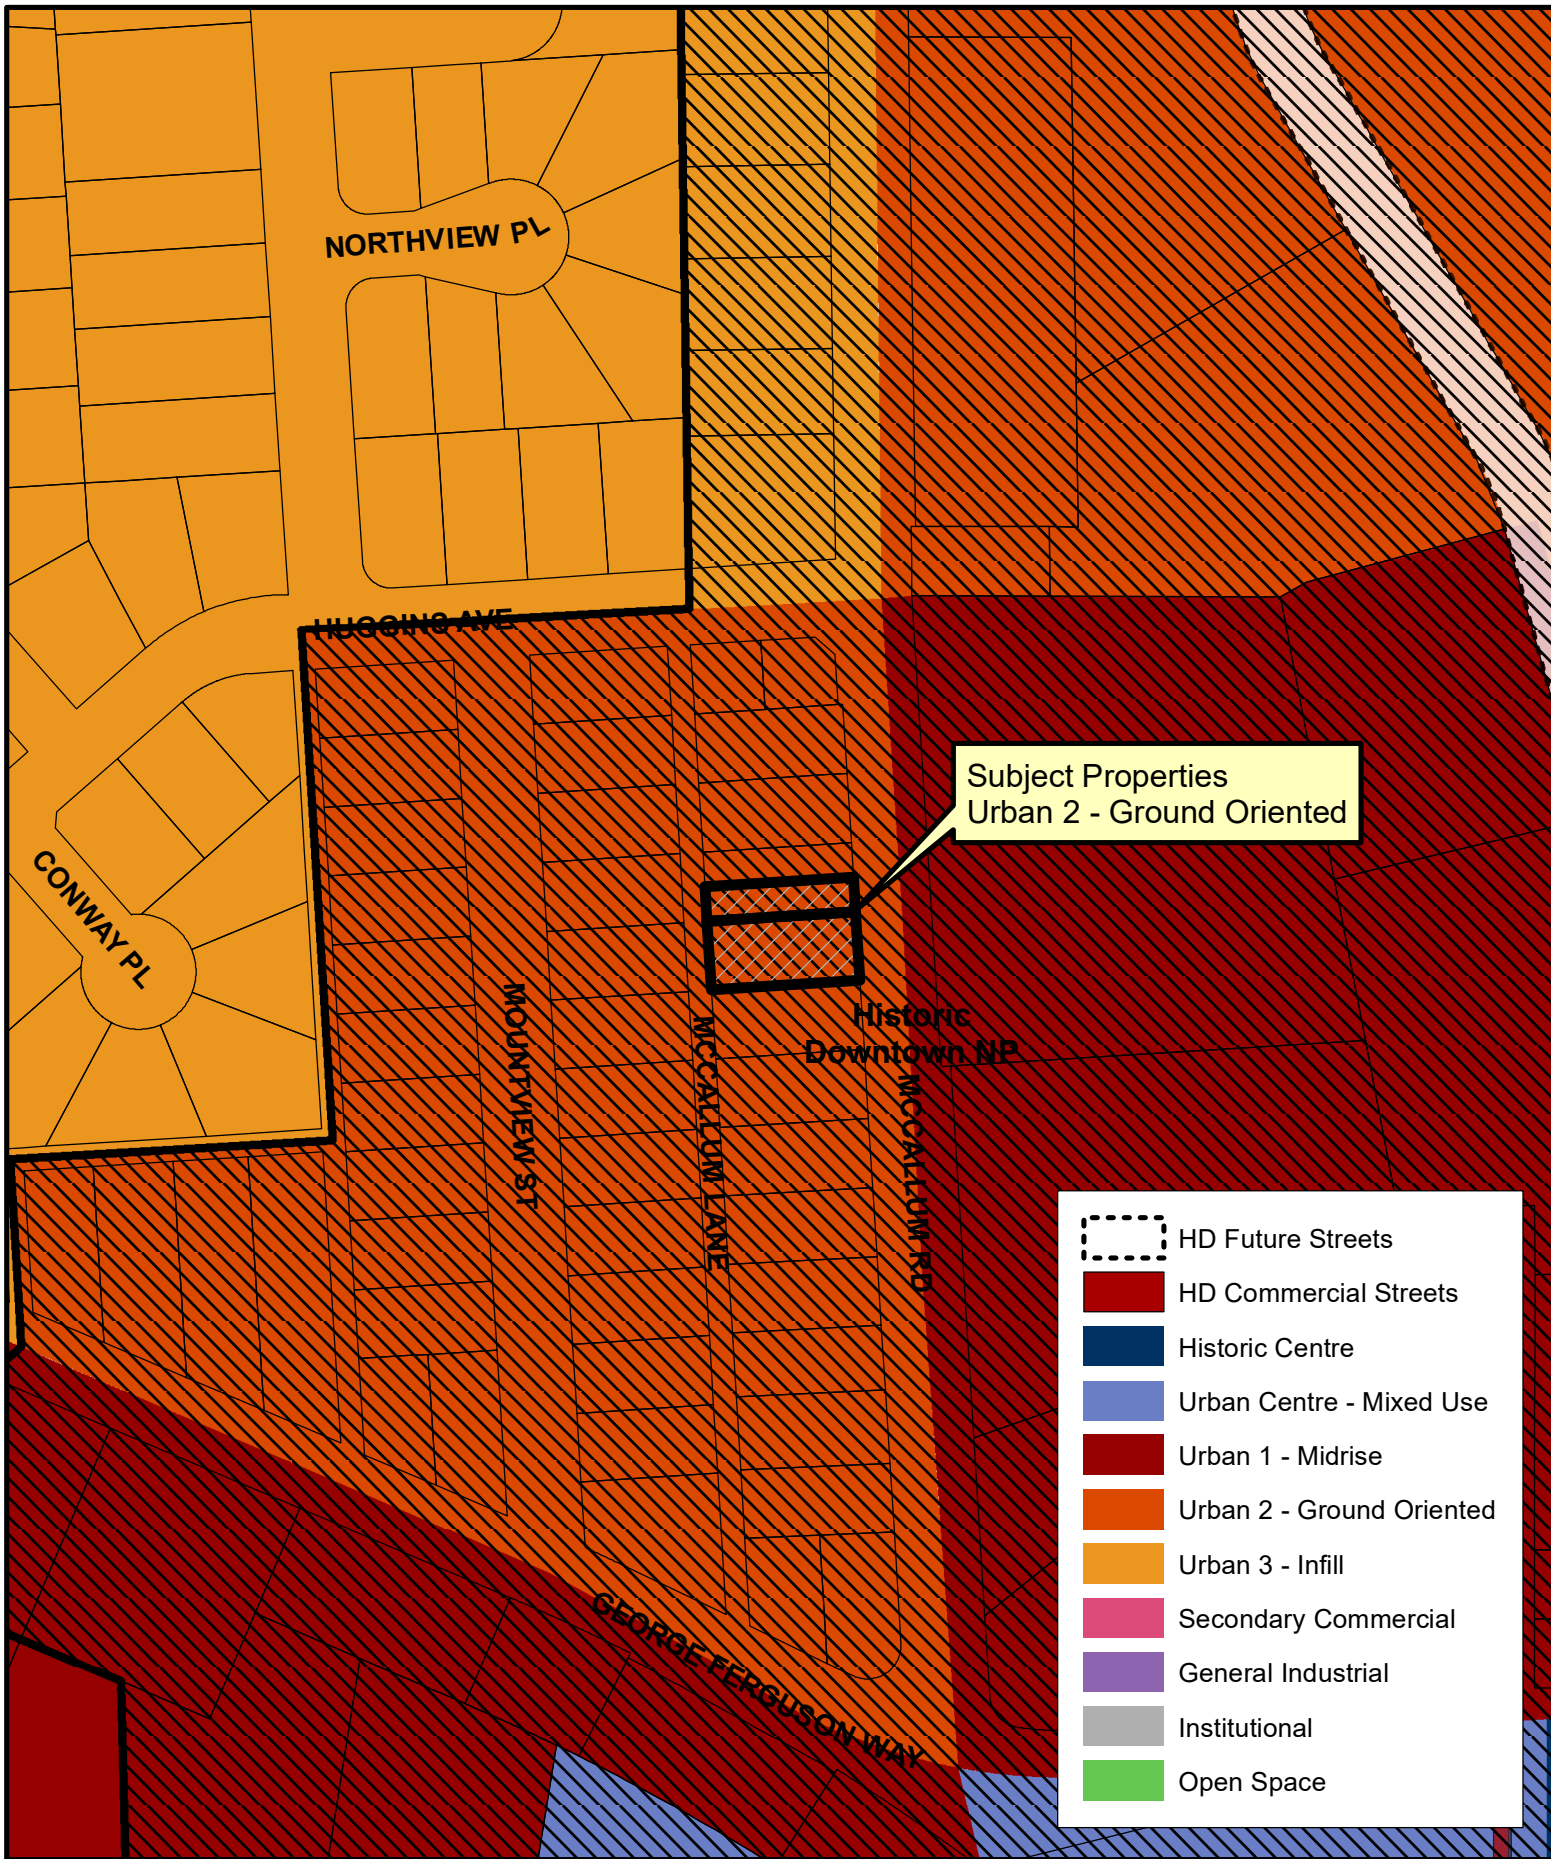 NORTHVIEW PL
HUGGINS AVE
Subject Properties
Urban 2 - Ground Oriented
CONWAY PL
MOUNTVIEW ST
MCCALLUM LANE
Historic
Downtown NP
MCCALLUM RD
GEORGE FERGUSON WAY
HD Future Streets
HD Commercial Streets
Historic Centre
Urban Centre - Mixed Use
Urban 1 - Midrise
Urban 2 - Ground Oriented
Urban 3 - Infill
Secondary Commercial
General Industrial
Institutional
Open Space